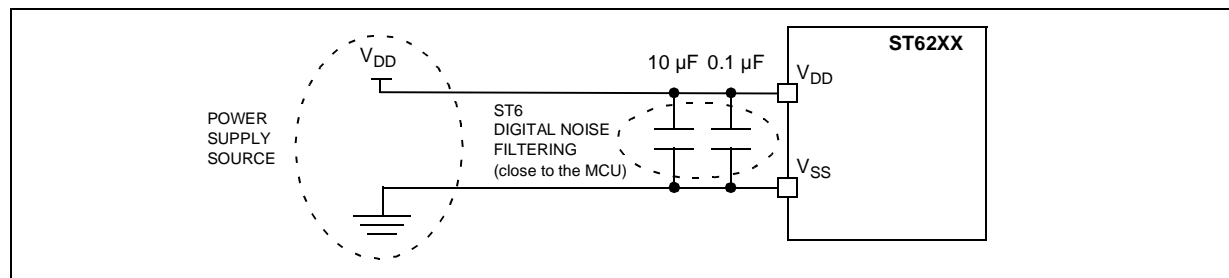 ST62XX
VDD
10 µF 0.1 µF
VDD
POWER
SUPPLY
SOURCE
ST6
DIGITAL NOISE
FILTERING
(close to the MCU)
VSS